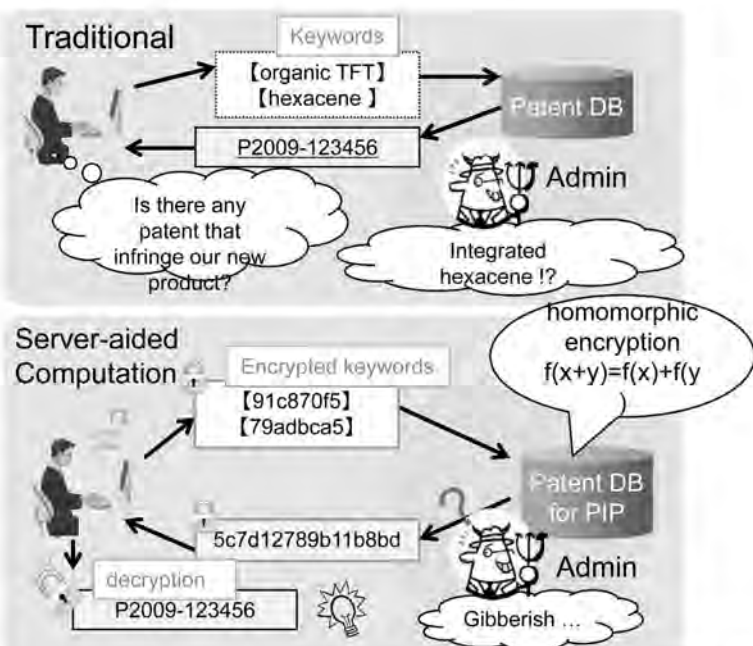 Traditional
Keywords
【organic TFT】
【hexacene 】
Patent DB
P2009-123456
Admin
Is there any
patent that
infringe our new
product?
Integrated
hexacene !?
homomorphic
encryption
f(x+y)=f(x)+f(y
Server-aided
Computation
Encrypted keywords
【91c870f5】
【79adbca5】
Patent DB
for PIP
5c7d12789b11b8bd
Admin
decryption
P2009-123456
Gibberish …